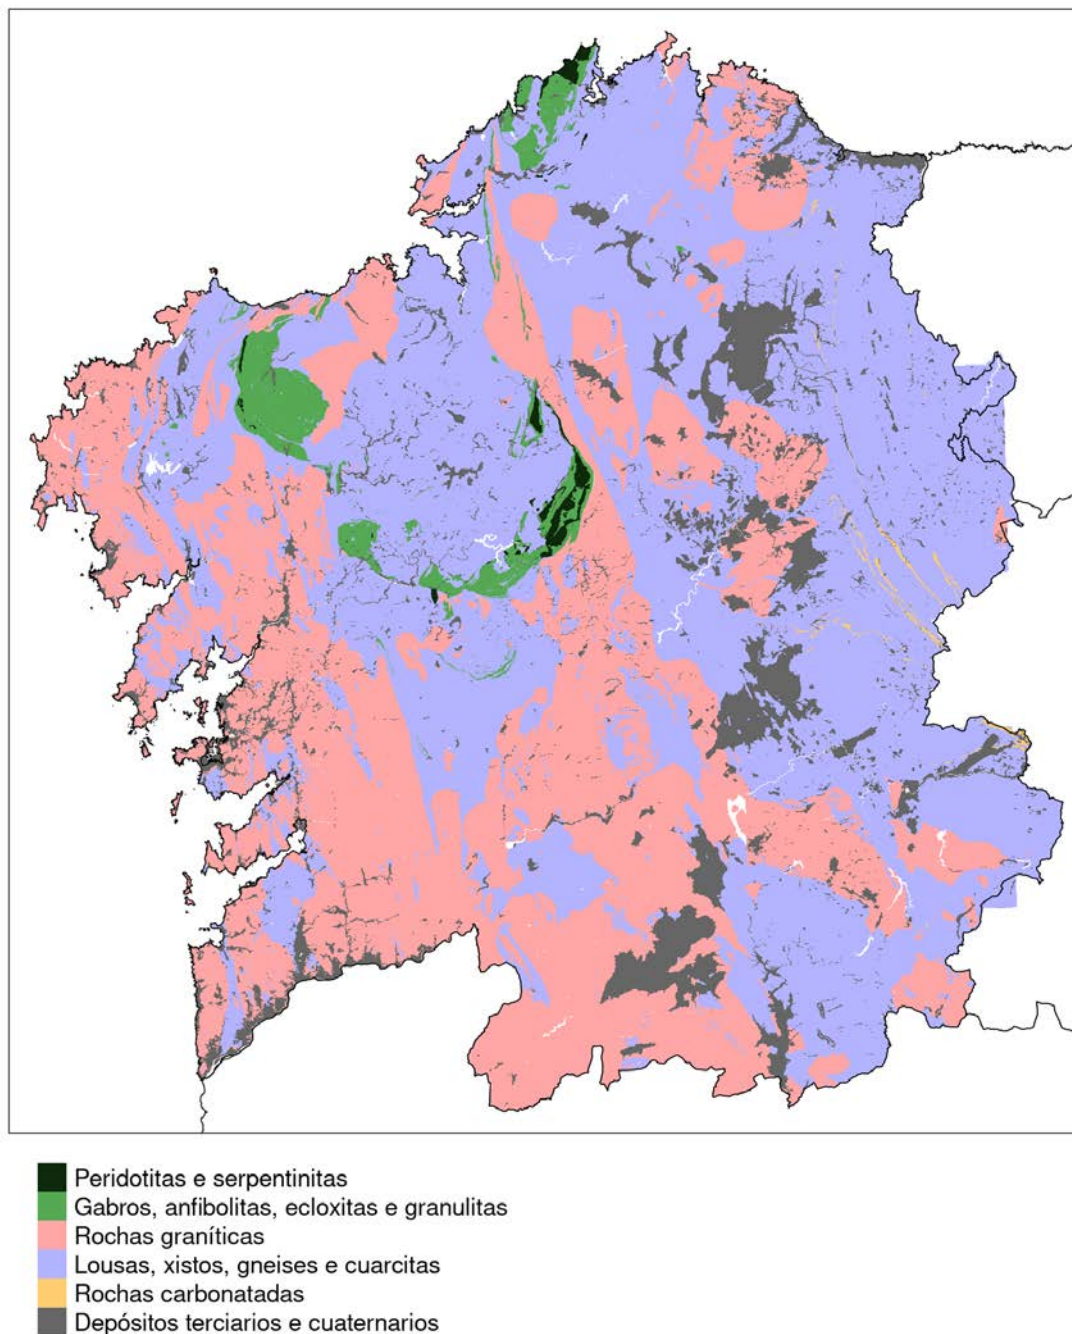 Peridotitas e serpentinitas
Gabros, anfibolitas, ecloxitas e granulitas
Rochas graníticas
Lousas, xistos, gneises e cuarcitas
Rochas carbonatadas
Depósitos terciarios e cuaternarios